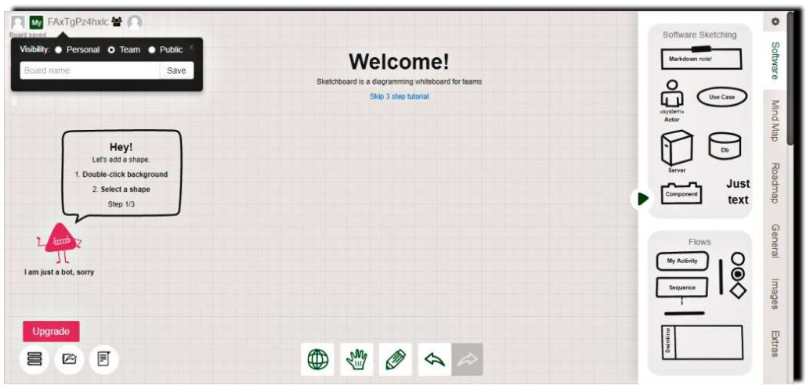 My FAxTgPz4hxlc
Board saved
Visibility: Personal Team Public x
Board name
Save
Welcome!
Sketchboard is a diagramming whiteboard for teams
Skip 3 step tutorial
Hey!
Let's add a shape.
1. Double-click background
2. Select a shape
Step 1/3
I am just a bot, sorry
Upgrade
Software Sketching
Markdown note!
<system>
Actor
Use Case
Server
Db
Component
Just
text
Flows
My Activity
Sequence
Swimline
Software
Mind Map
Roadmap
General
Images
Extras